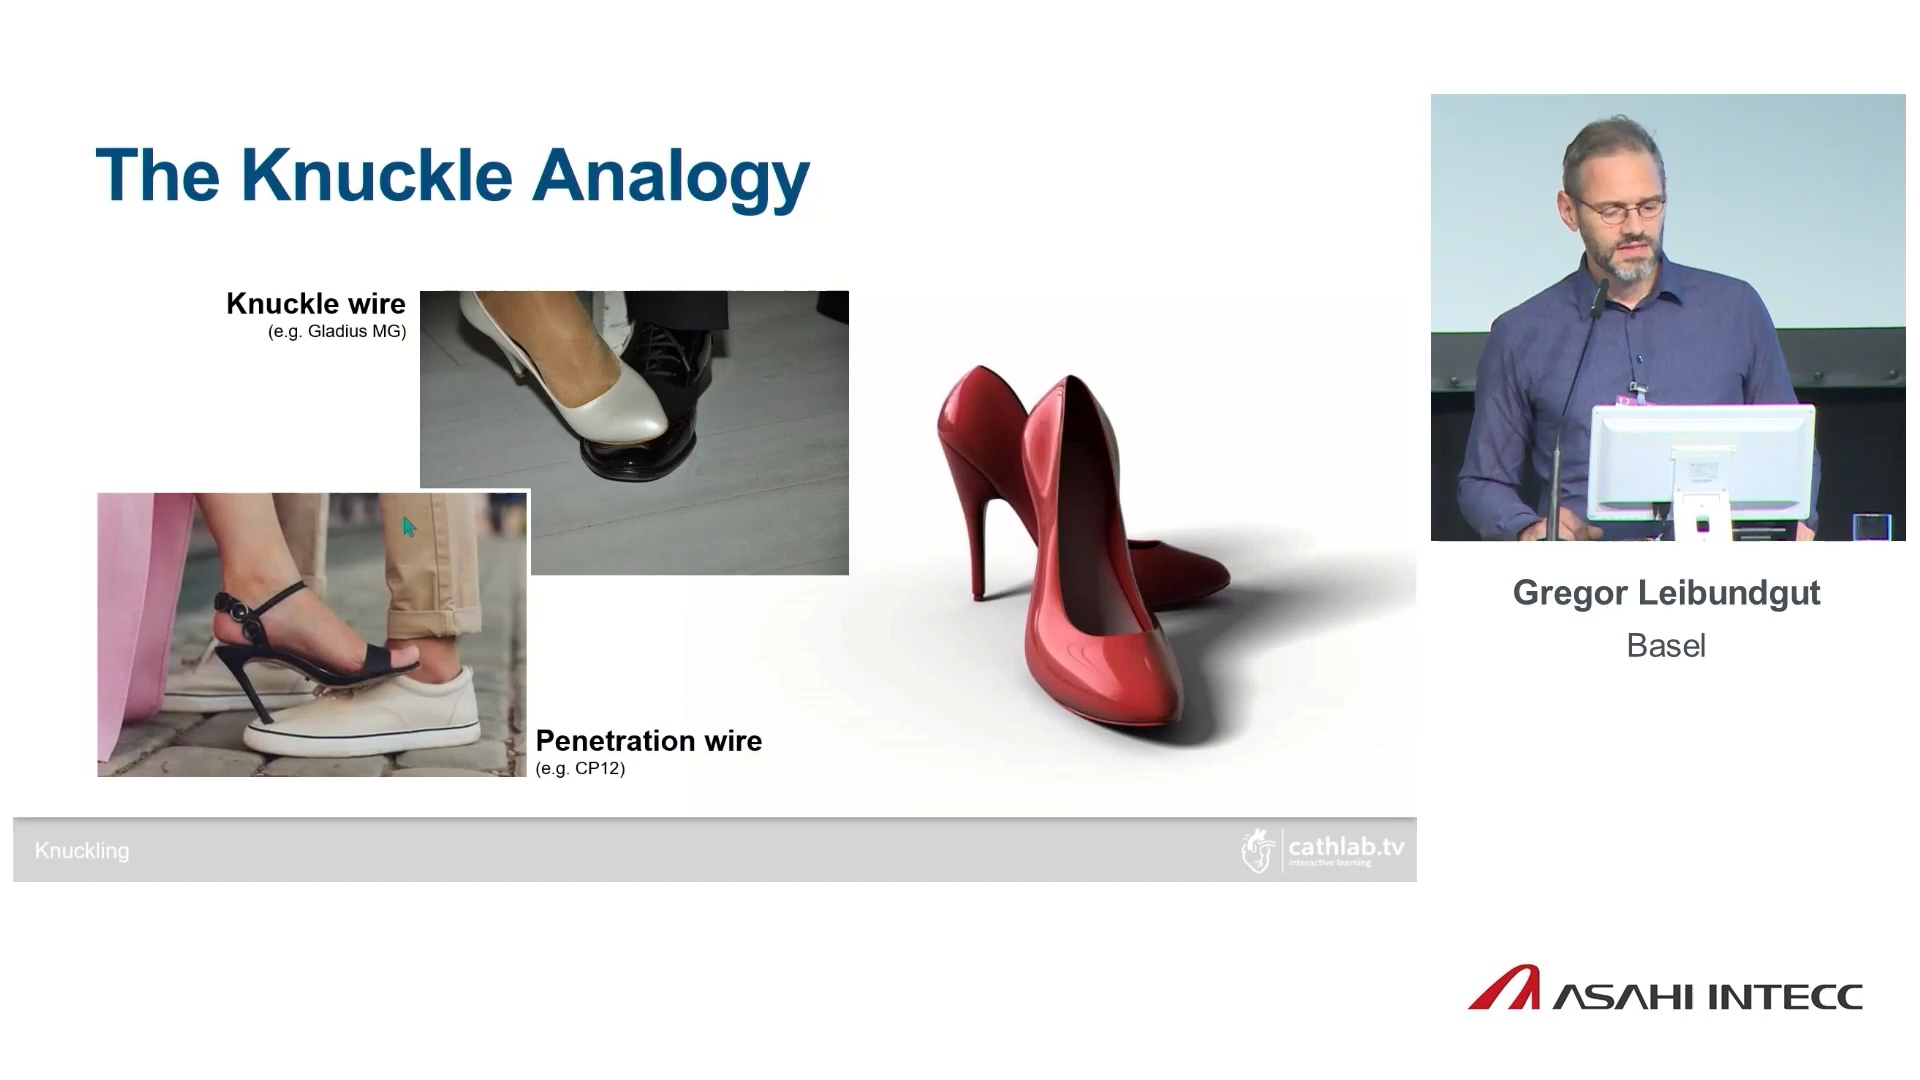 The Knuckle Analogy
Knuckle wire
(e.g. Gladius MG)
Penetration wire
(e.g. CP12)
Knuckling
cathlab.tv
interactive learning
Gregor Leibundgut
Basel
ASAHI INTECC